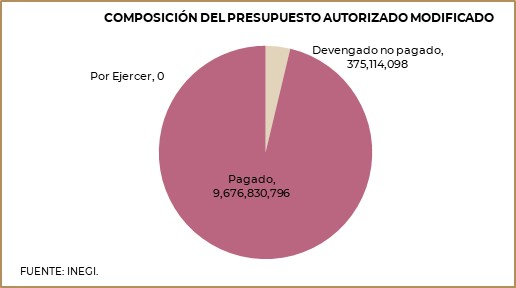 COMPOSICIÓN DEL PRESUPUESTO AUTORIZADO MODIFICADO
Devengado no pagado,
375,114,098
Por Ejercer, 0
Pagado,
9,676,830,796
FUENTE: INEGI.